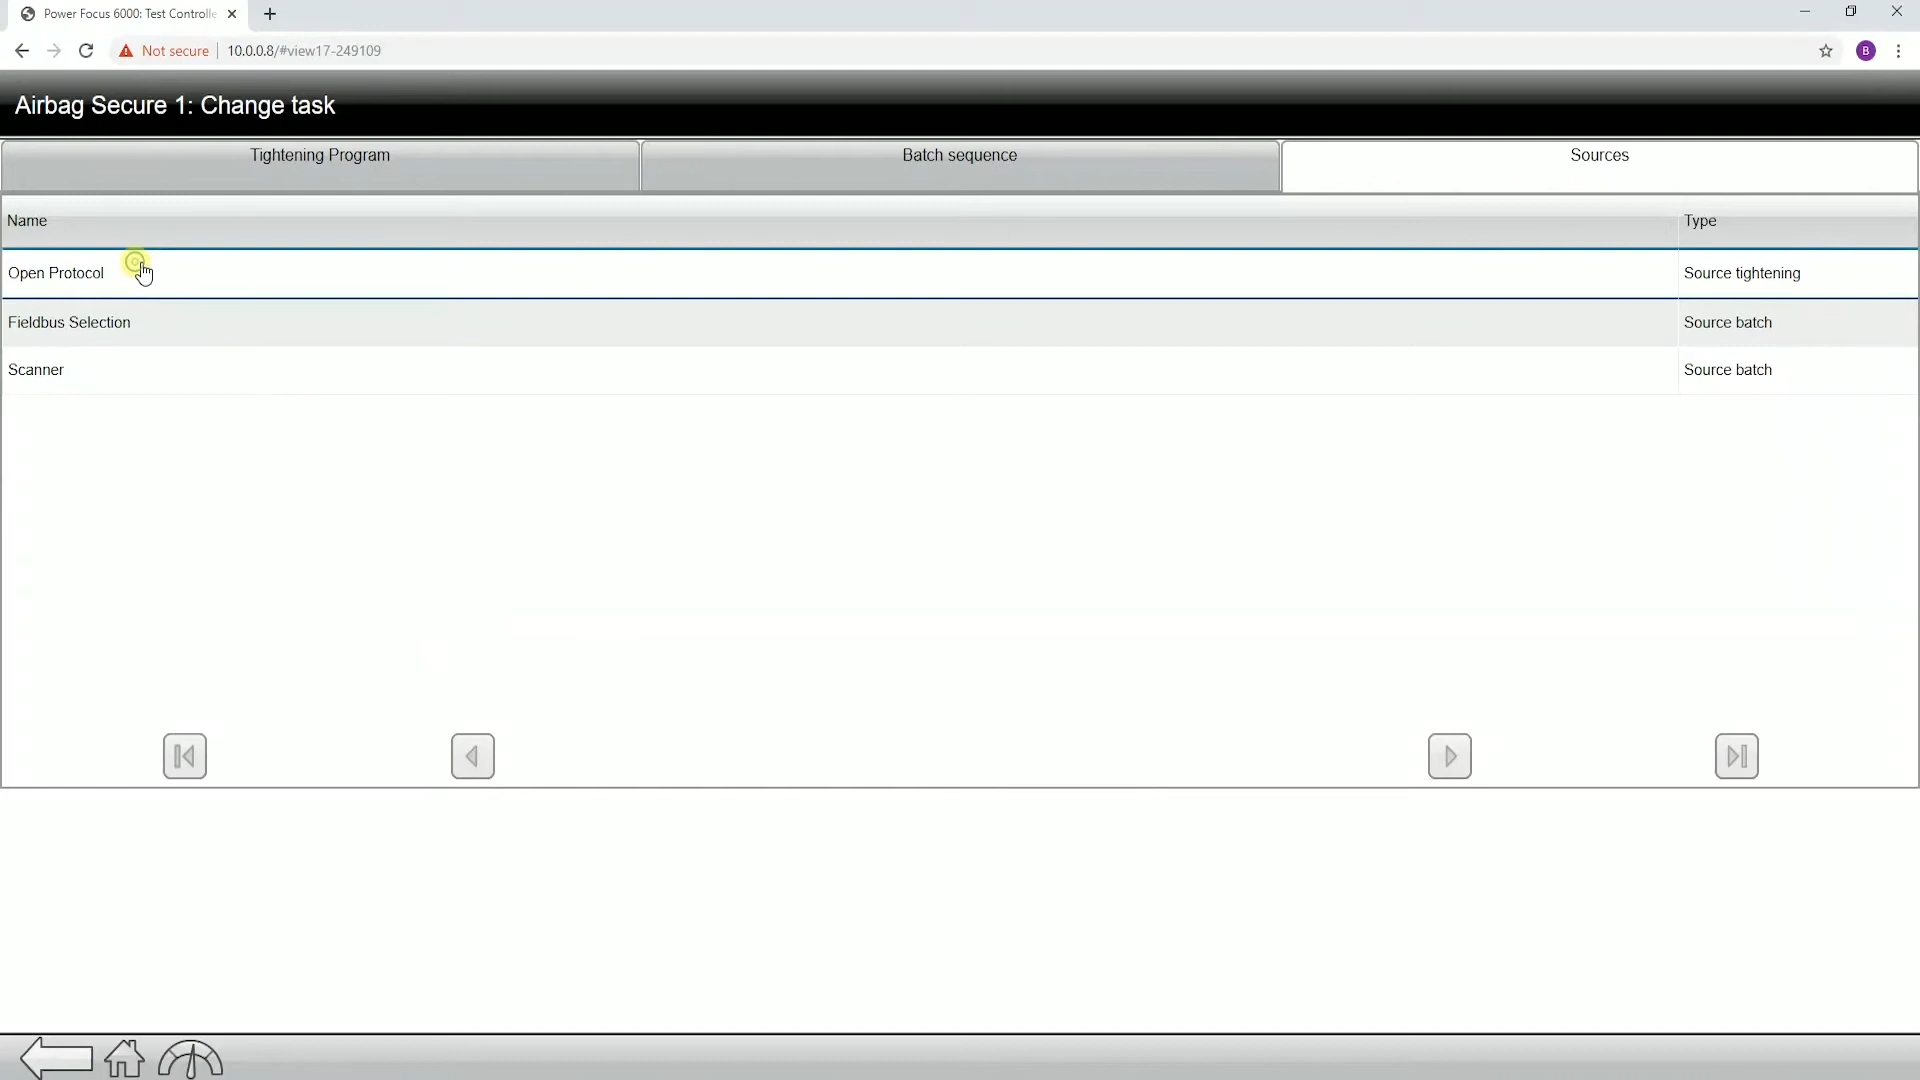 Power Focus 6000: Test Controlle
Not secure
10.0.0.8/#view17-249109
B
Airbag Secure 1: Change task
Tightening Program
Batch sequence
Sources
Name
Type
Open Protocol
Source tightening
Fieldbus Selection
Source batch
Scanner
Source batch